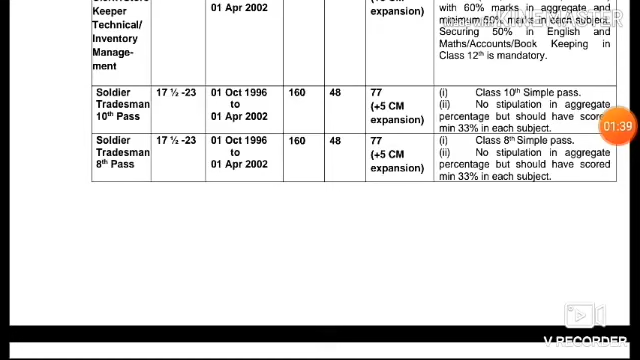 Keeper
Technical/
Inventory
Manage-
ment
01 Apr 2002
expansion)
with 60% marks in aggregate and
minimum 50% marks in each subject.
Securing 50% in English and
Maths/Accounts/Book Keeping in
Class 12th is mandatory.
Soldier
Tradesman
10th Pass
17 ½ -23
01 Oct 1996
to
01 Apr 2002
160
48
77
(+5 CM
expansion)
(i) Class 10th Simple pass.
(ii) No stipulation in aggregate
percentage but should have scored
min 33% in each subject.
Soldier
Tradesman
8th Pass
17 ½ -23
01 Oct 1996
to
01 Apr 2002
160
48
77
(+5 CM
expansion)
(i) Class 8th Simple pass.
(ii) No stipulation in aggregate
percentage but should have scored
min 33% in each subject.
KINEMASTER
01:39
V RECORDER